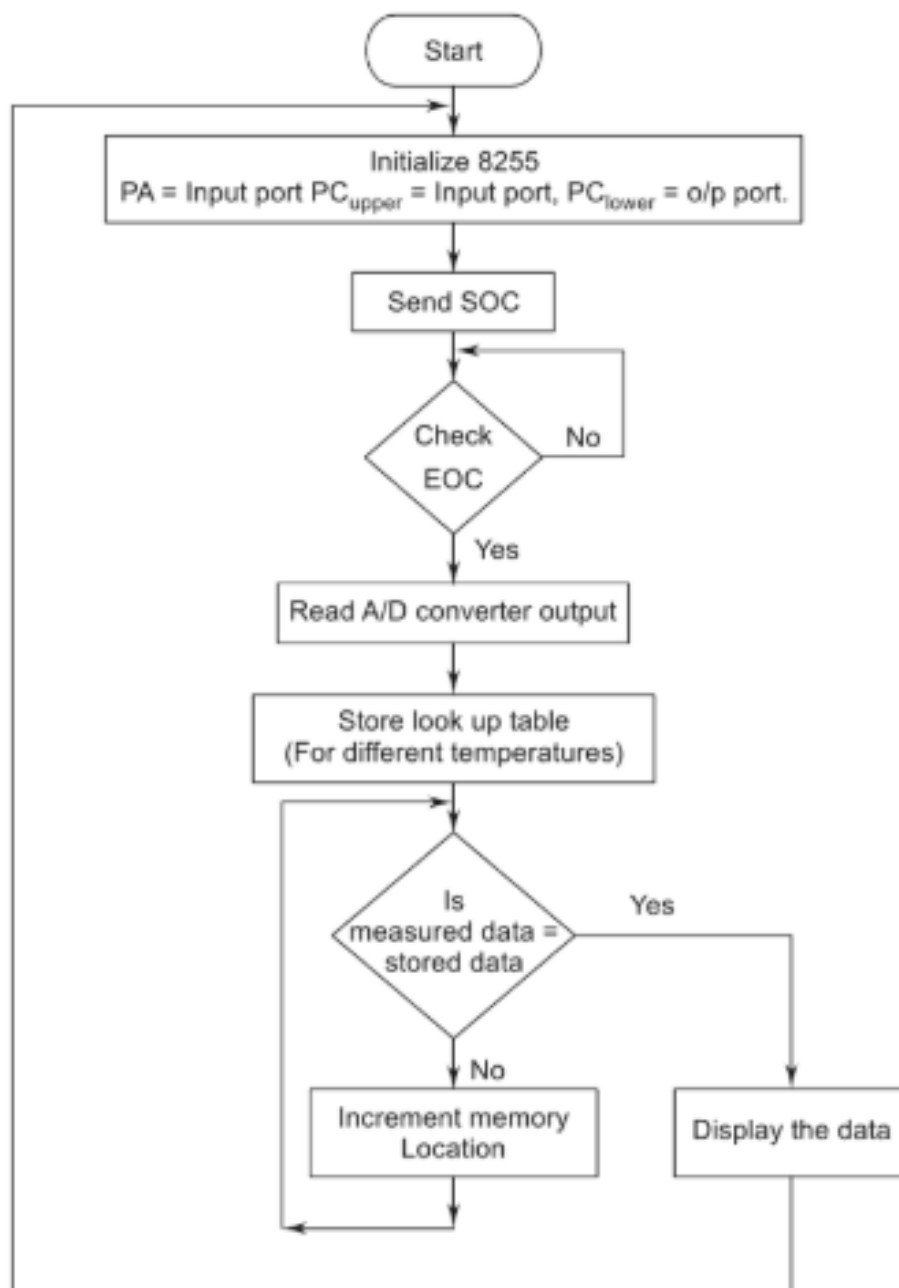 Start
Initialize 8255
PA = Input port PCupper = Input port, PClower = o/p port.
Send SOC
Check
EOC
No
Yes
Read A/D converter output
Store look up table
(For different temperatures)
Is
measured data =
stored data
Yes
No
Increment memory
Location
Display the data